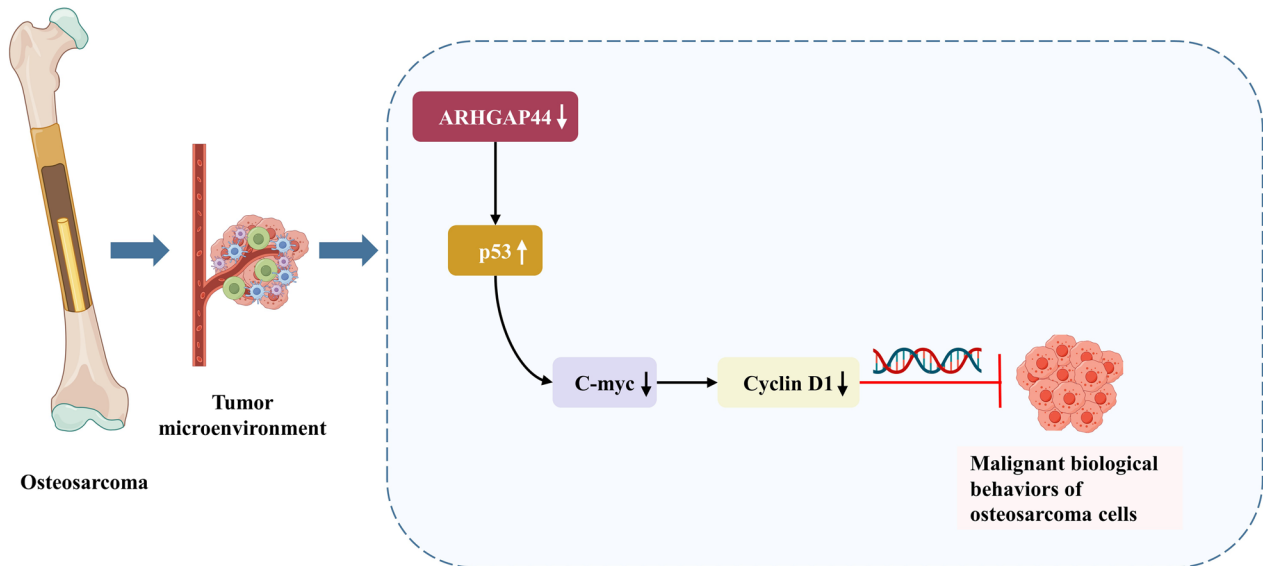 ARHGAP44↓
p53↑
C-myc↓
Cyclin D1↓
Tumor
microenvironment
Osteosarcoma
Malignant biological
behaviors of
osteosarcoma cells